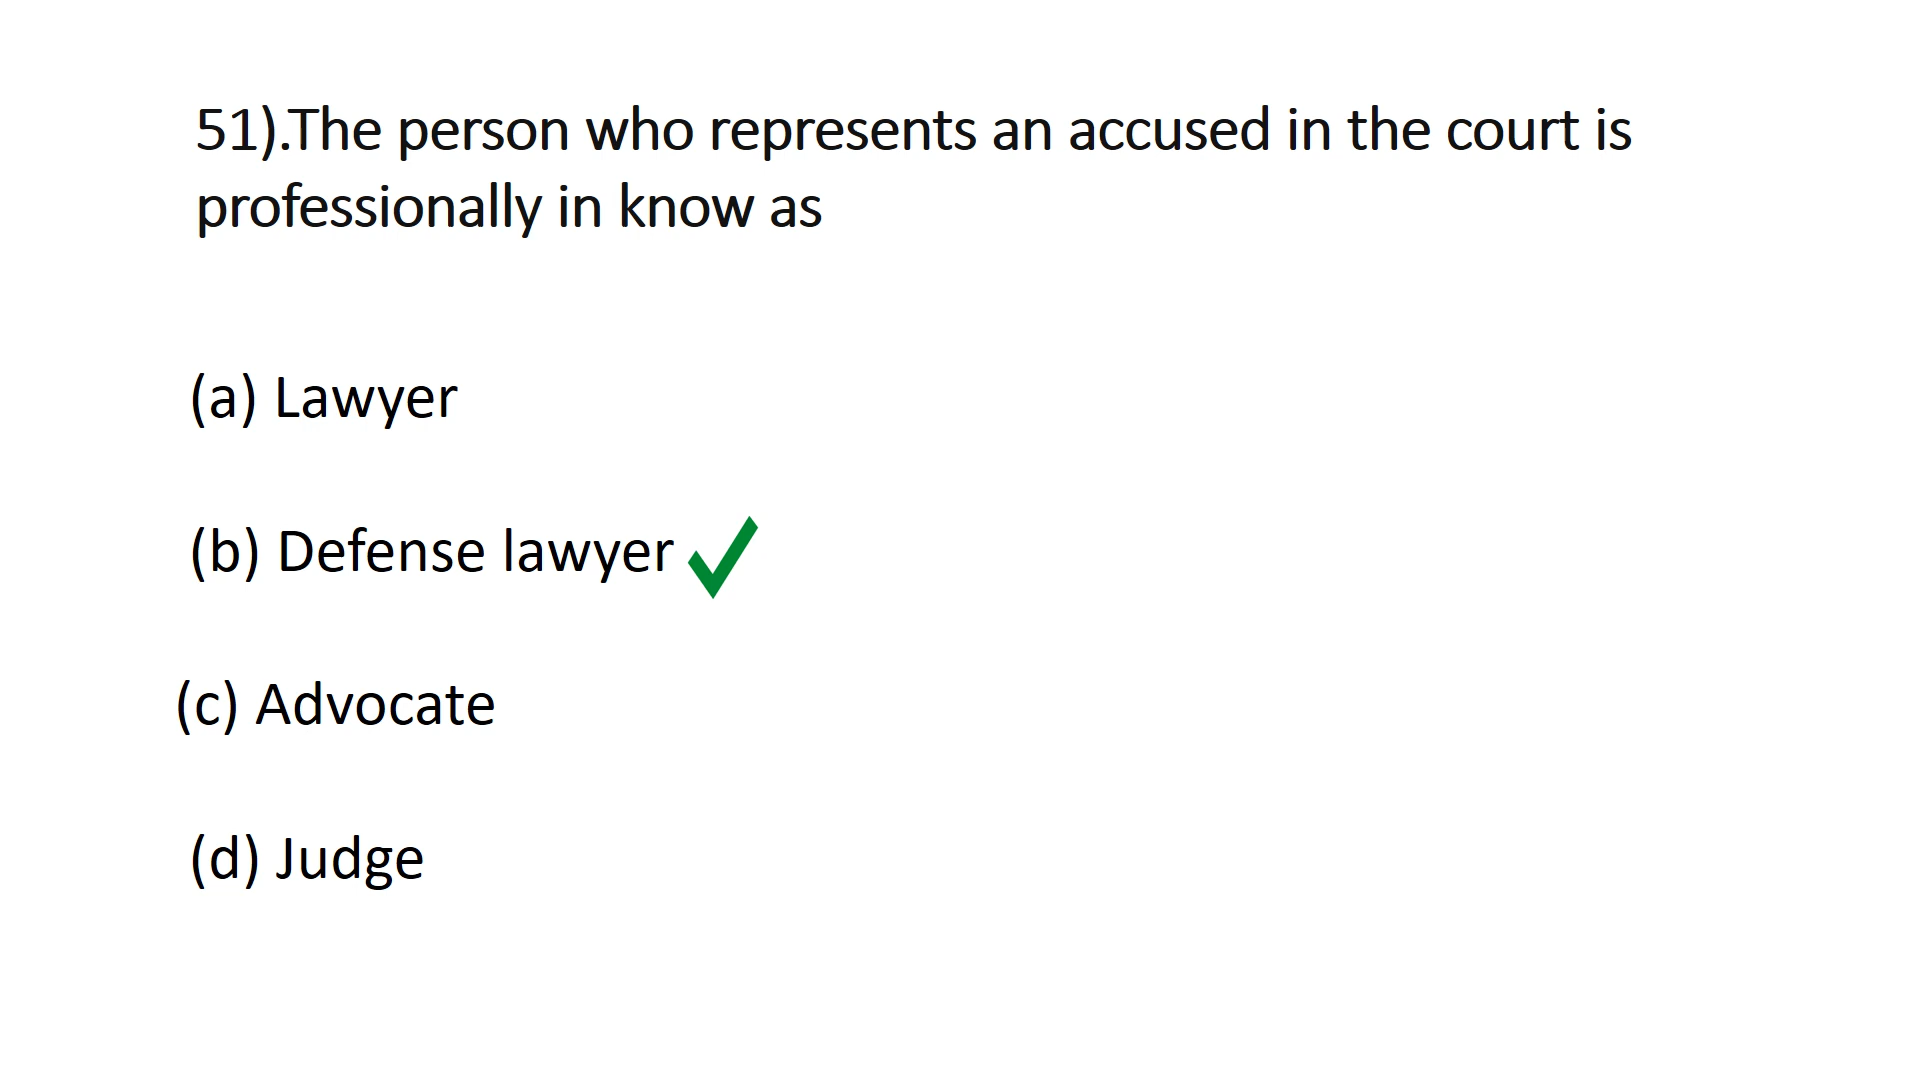 51).The person who represents an accused in the court is
professionally in know as
(a) Lawyer
(b) Defense lawyer
(c) Advocate
(d) Judge